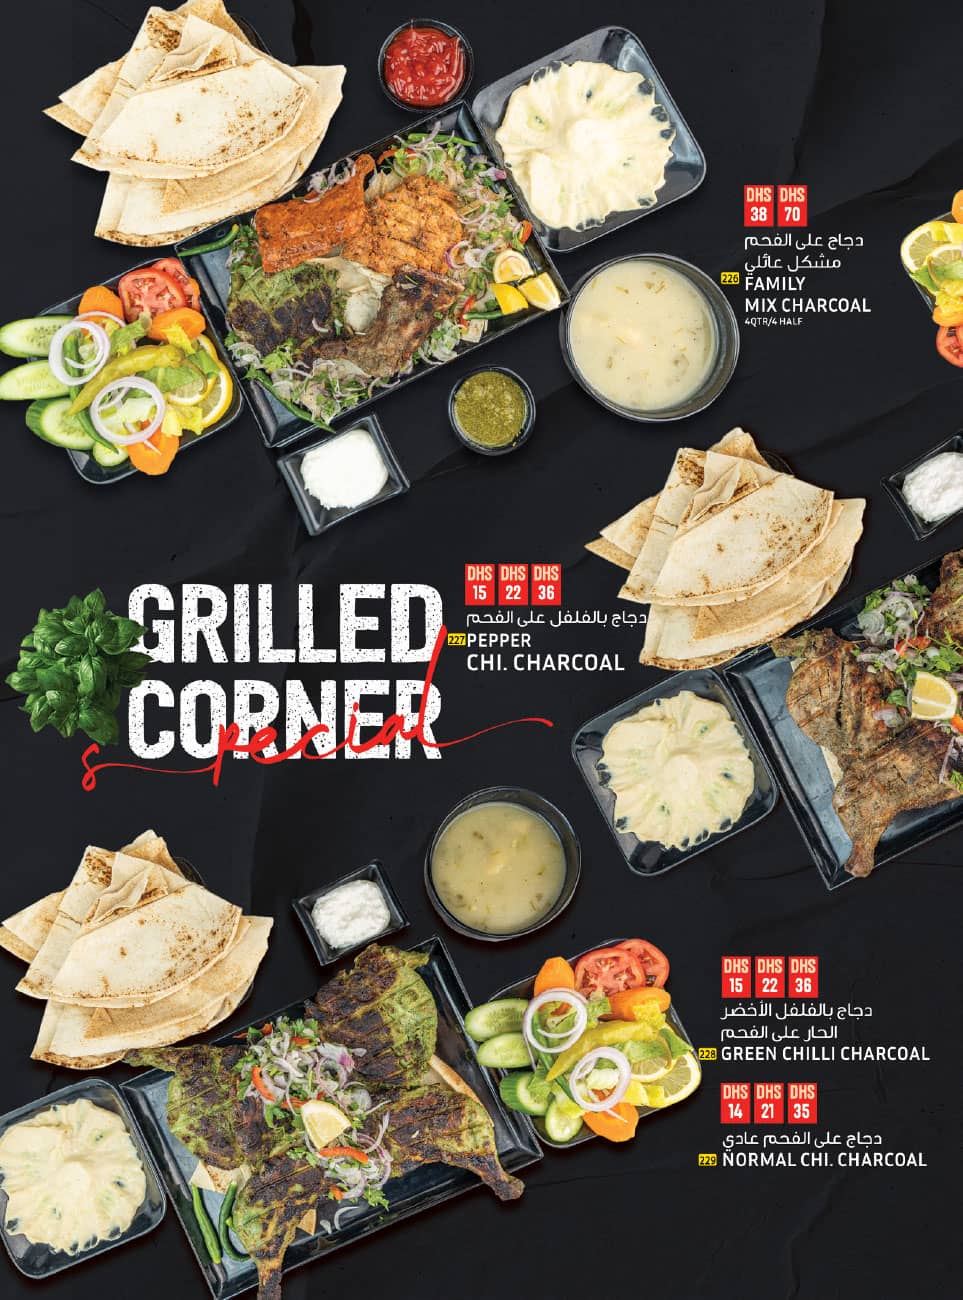 DHS DHS
38 70
دجاج على الفحم
مشكل عائلي
226 FAMILY
MIX CHARCOAL
4QTR/4 HALF
GRILLED
CORNER
special
DHS DHS DHS
15 22 36
دجاج بالفلفل على الفحم
227 PEPPER
CHI. CHARCOAL
DHS DHS DHS
15 22 36
دجاج بالفلفل الأخضر
الحار على الفحم
228 GREEN CHILLI CHARCOAL
DHS DHS DHS
14 21 35
دجاج على الفحم عادي
229 NORMAL CHI. CHARCOAL